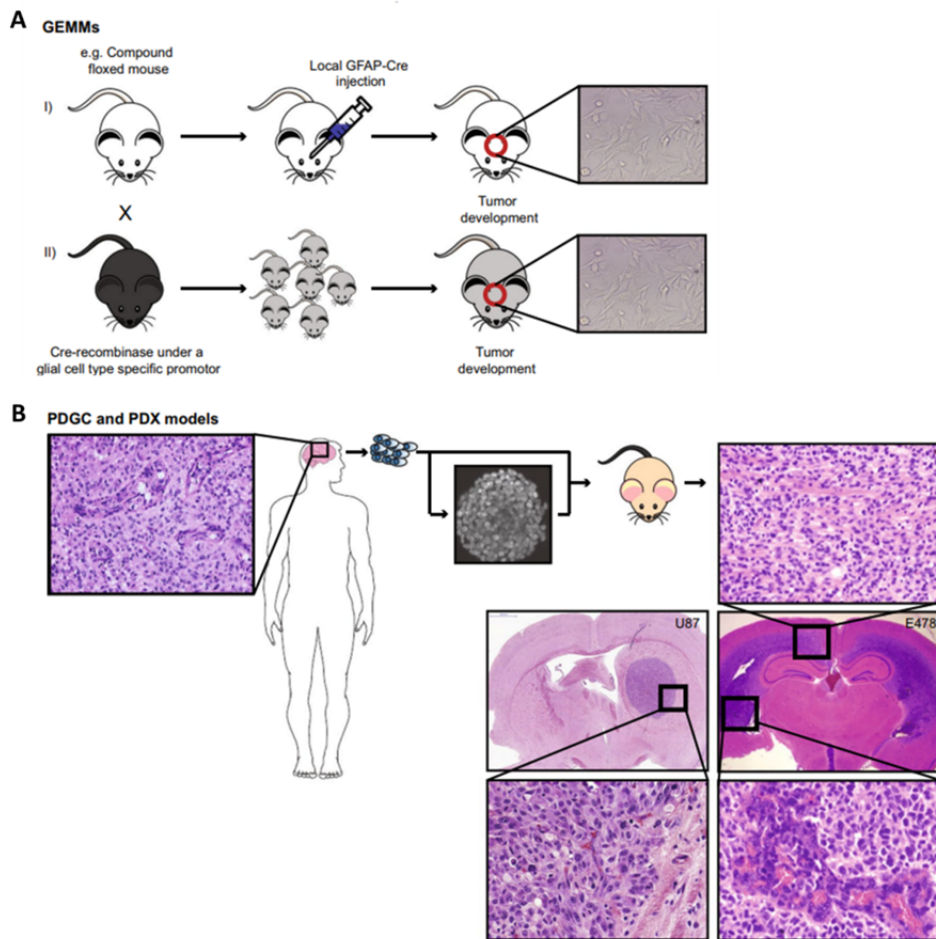 A
GEMMs
e.g. Compound
floxed mouse
Local GFAP-Cre
injection
I)
Tumor
development
X
II)
Cre-recombinase under a
glial cell type specific promotor
Tumor
development
B
PDGC and PDX models
U87
E478